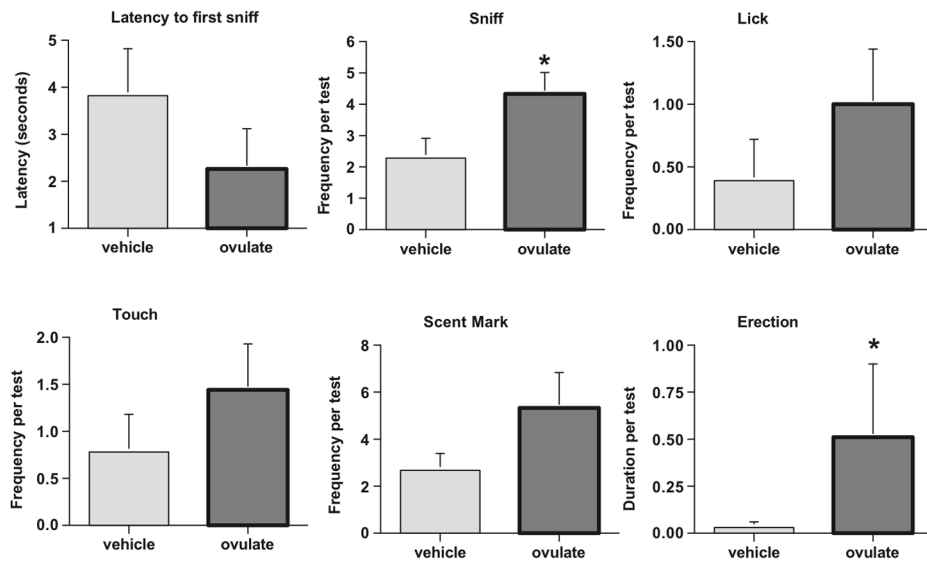 Latency to first sniff
Latency (seconds)
5
4
3
2
1
vehicle
ovulate
Sniff
Frequency per test
6
5
4
3
2
1
0
*
vehicle
ovulate
Lick
Frequency per test
1.50
1.00
0.50
0.00
vehicle
ovulate
Touch
Frequency per test
2.0
1.5
1.0
0.5
0.0
vehicle
ovulate
Scent Mark
Frequency per test
8
6
4
2
0
vehicle
ovulate
Erection
Duration per test
1.00
0.75
0.50
0.25
0.00
*
vehicle
ovulate